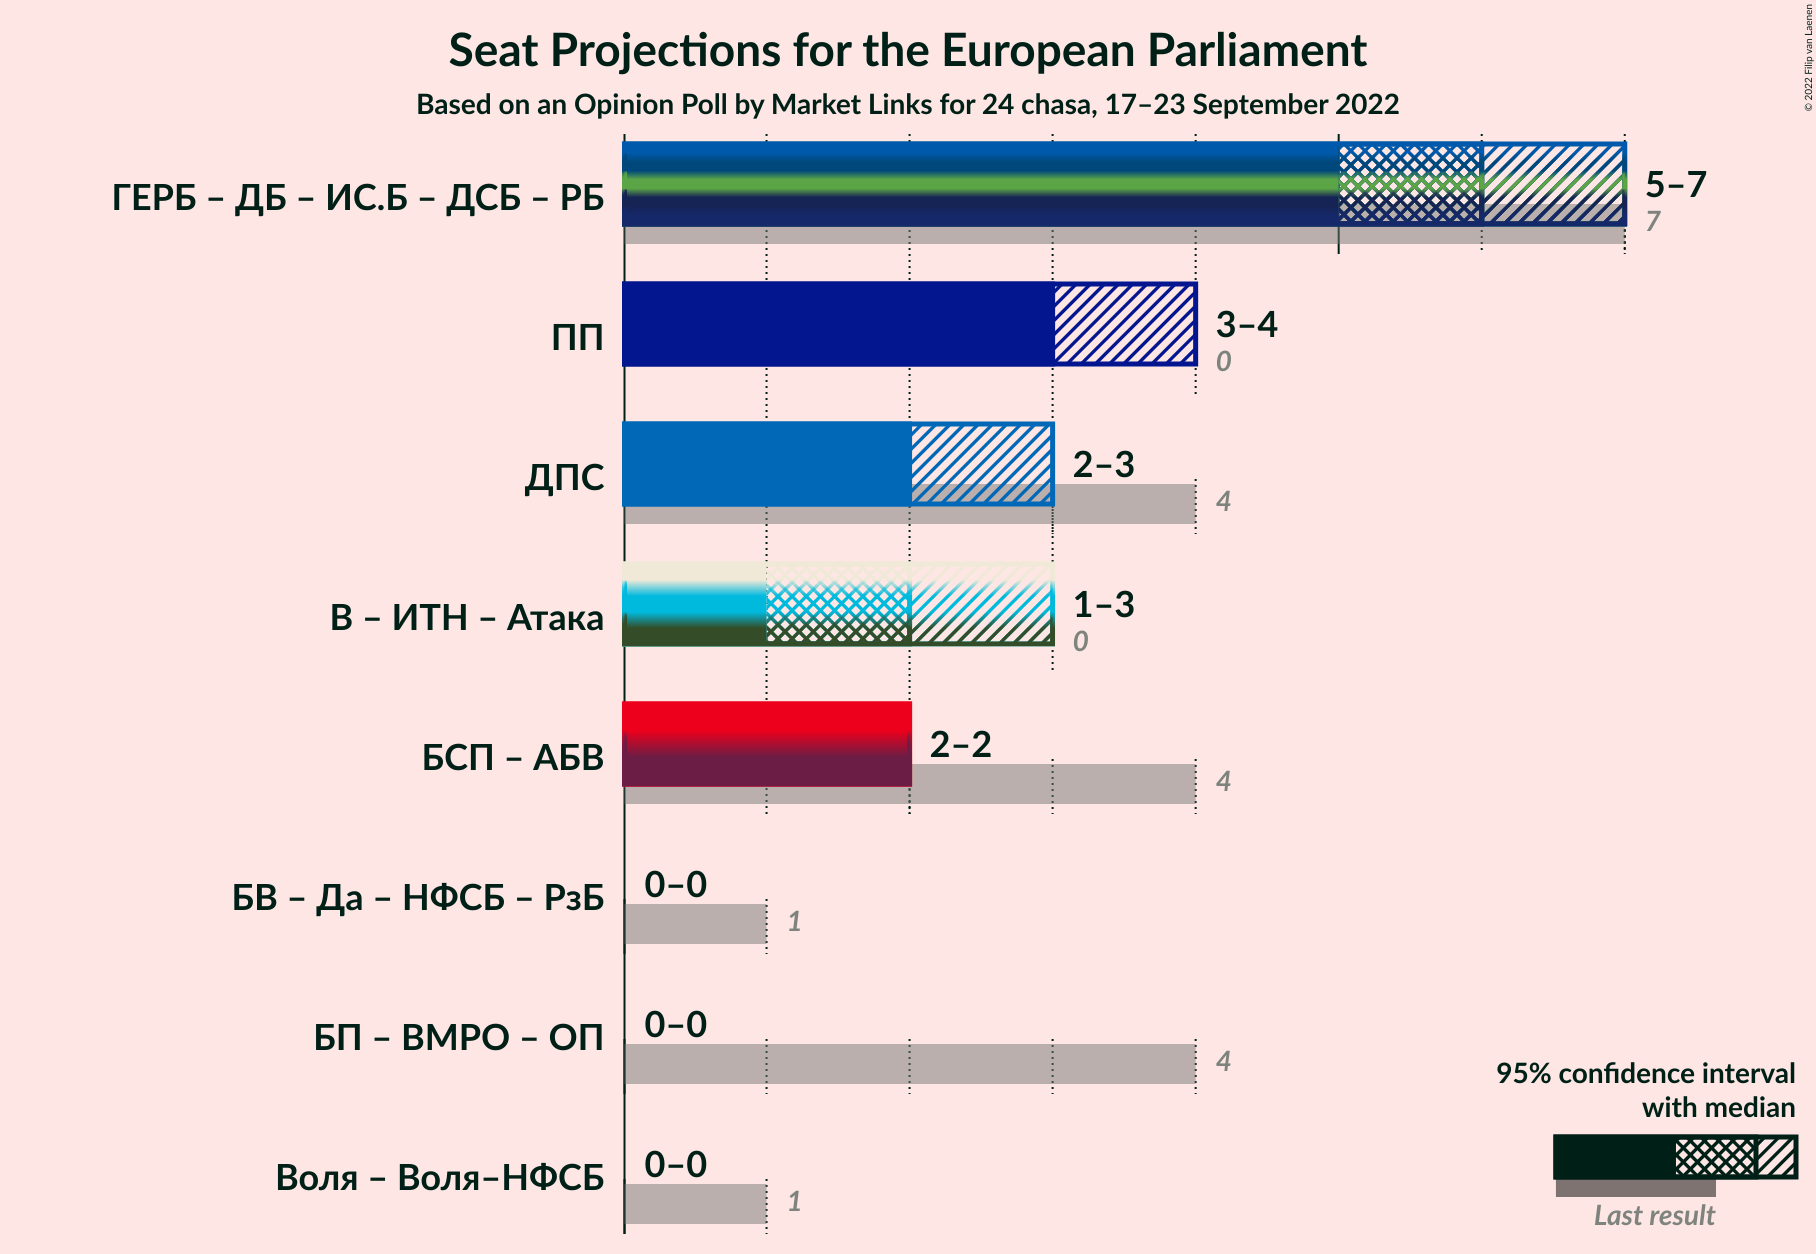 Seat Projections for the European Parliament
Based on an Opinion Poll by Market Links for 24 chasa, 17–23 September 2022
© 2022 Filip van Laenen
ГЕРБ – ДБ – ИС.Б – ДСБ – РБ
5–7
7
ПП
3–4
0
ДПС
2–3
4
В – ИТН – Атака
1–3
0
БСП – АБВ
2–2
4
БВ – Да – НФСБ – РзБ
0–0
1
БП – ВМРО – ОП
0–0
4
Воля – Воля–НФСБ
0–0
1
95% confidence interval
with median
Last result